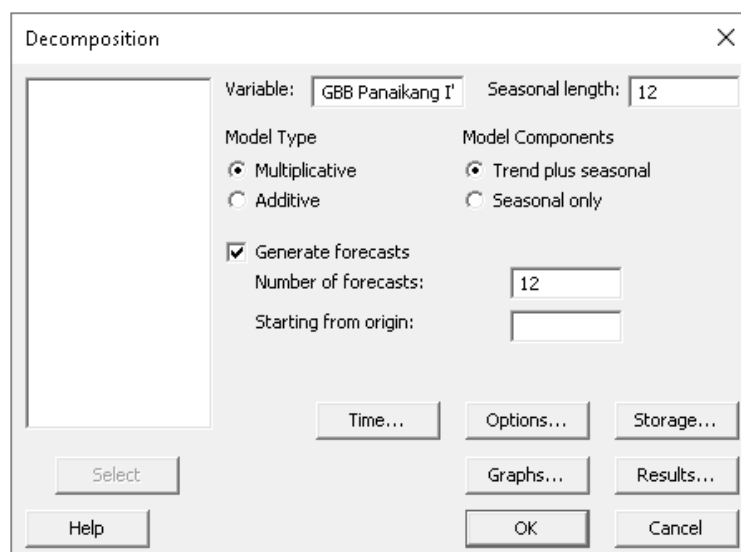 Decomposition
Variable: GBB Panaikang I' Seasonal length: 12
Model Type Model Components
Multiplicative Trend plus seasonal
Additive Seasonal only
Generate forecasts
Number of forecasts: 12
Starting from origin:
Time... Options... Storage...
Select Graphs... Results...
Help OK Cancel